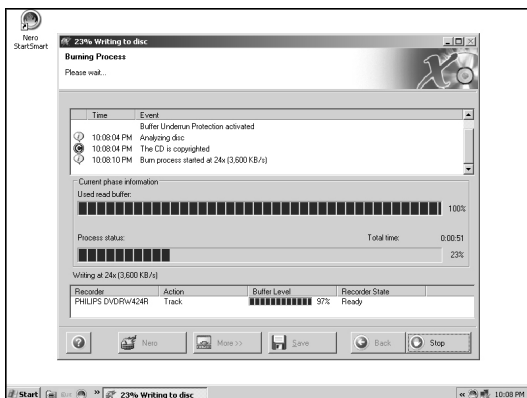 Nero
StartSmart
23% Writing to disc
Burning Process
Please wait...
Time Event
Buffer Underrun Protection activated
10:08:04 PM Analyzing disc
10:08:04 PM The CD is copyrighted
10:08:10 PM Burn process started at 24x (3,600 KB/s)
Current phase information
Used read buffer:
100%
Process status: Total time: 0:00:51
23%
Writing at 24x (3,600 KB/s)
Recorder Action Buffer Level Recorder State
PHILIPS DVDRW424R Track 97% Ready
Nero More >> Save Back Stop
Start » 23% Writing to disc « 10:08 PM